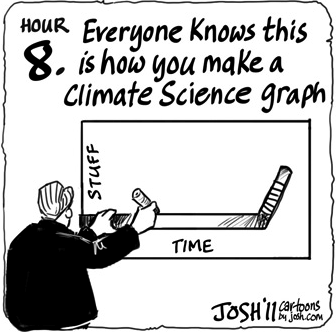 HOUR
8.
Everyone Knows this
is how you make a
Climate Science graph
STUFF
TIME
JOSH'11
cartoons
by josh.com